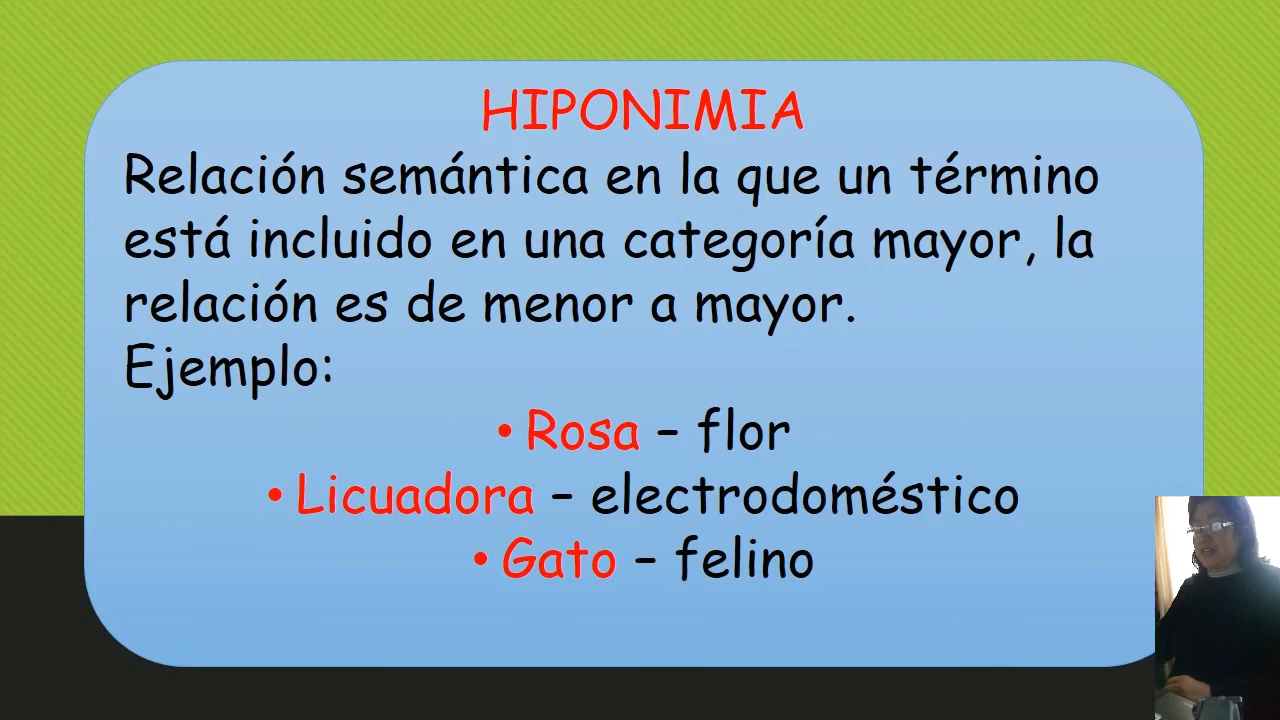 HIPONIMIA
Relación semántica en la que un término
está incluido en una categoría mayor, la
relación es de menor a mayor.
Ejemplo:
• Rosa – flor
• Licuadora – electrodoméstico
• Gato – felino